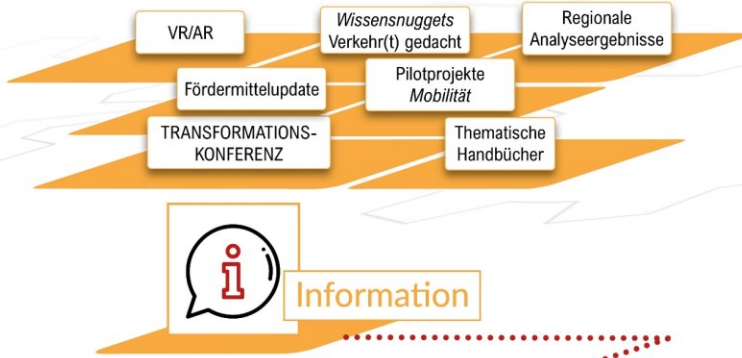 VR/AR
Wissensnuggets
Verkehr(t) gedacht
Regionale
Analyseergebnisse
Fördermittelupdate
Pilotprojekte
Mobilität
TRANSFORMATIONS-
KONFERENZ
Thematische
Handbücher
i
Information